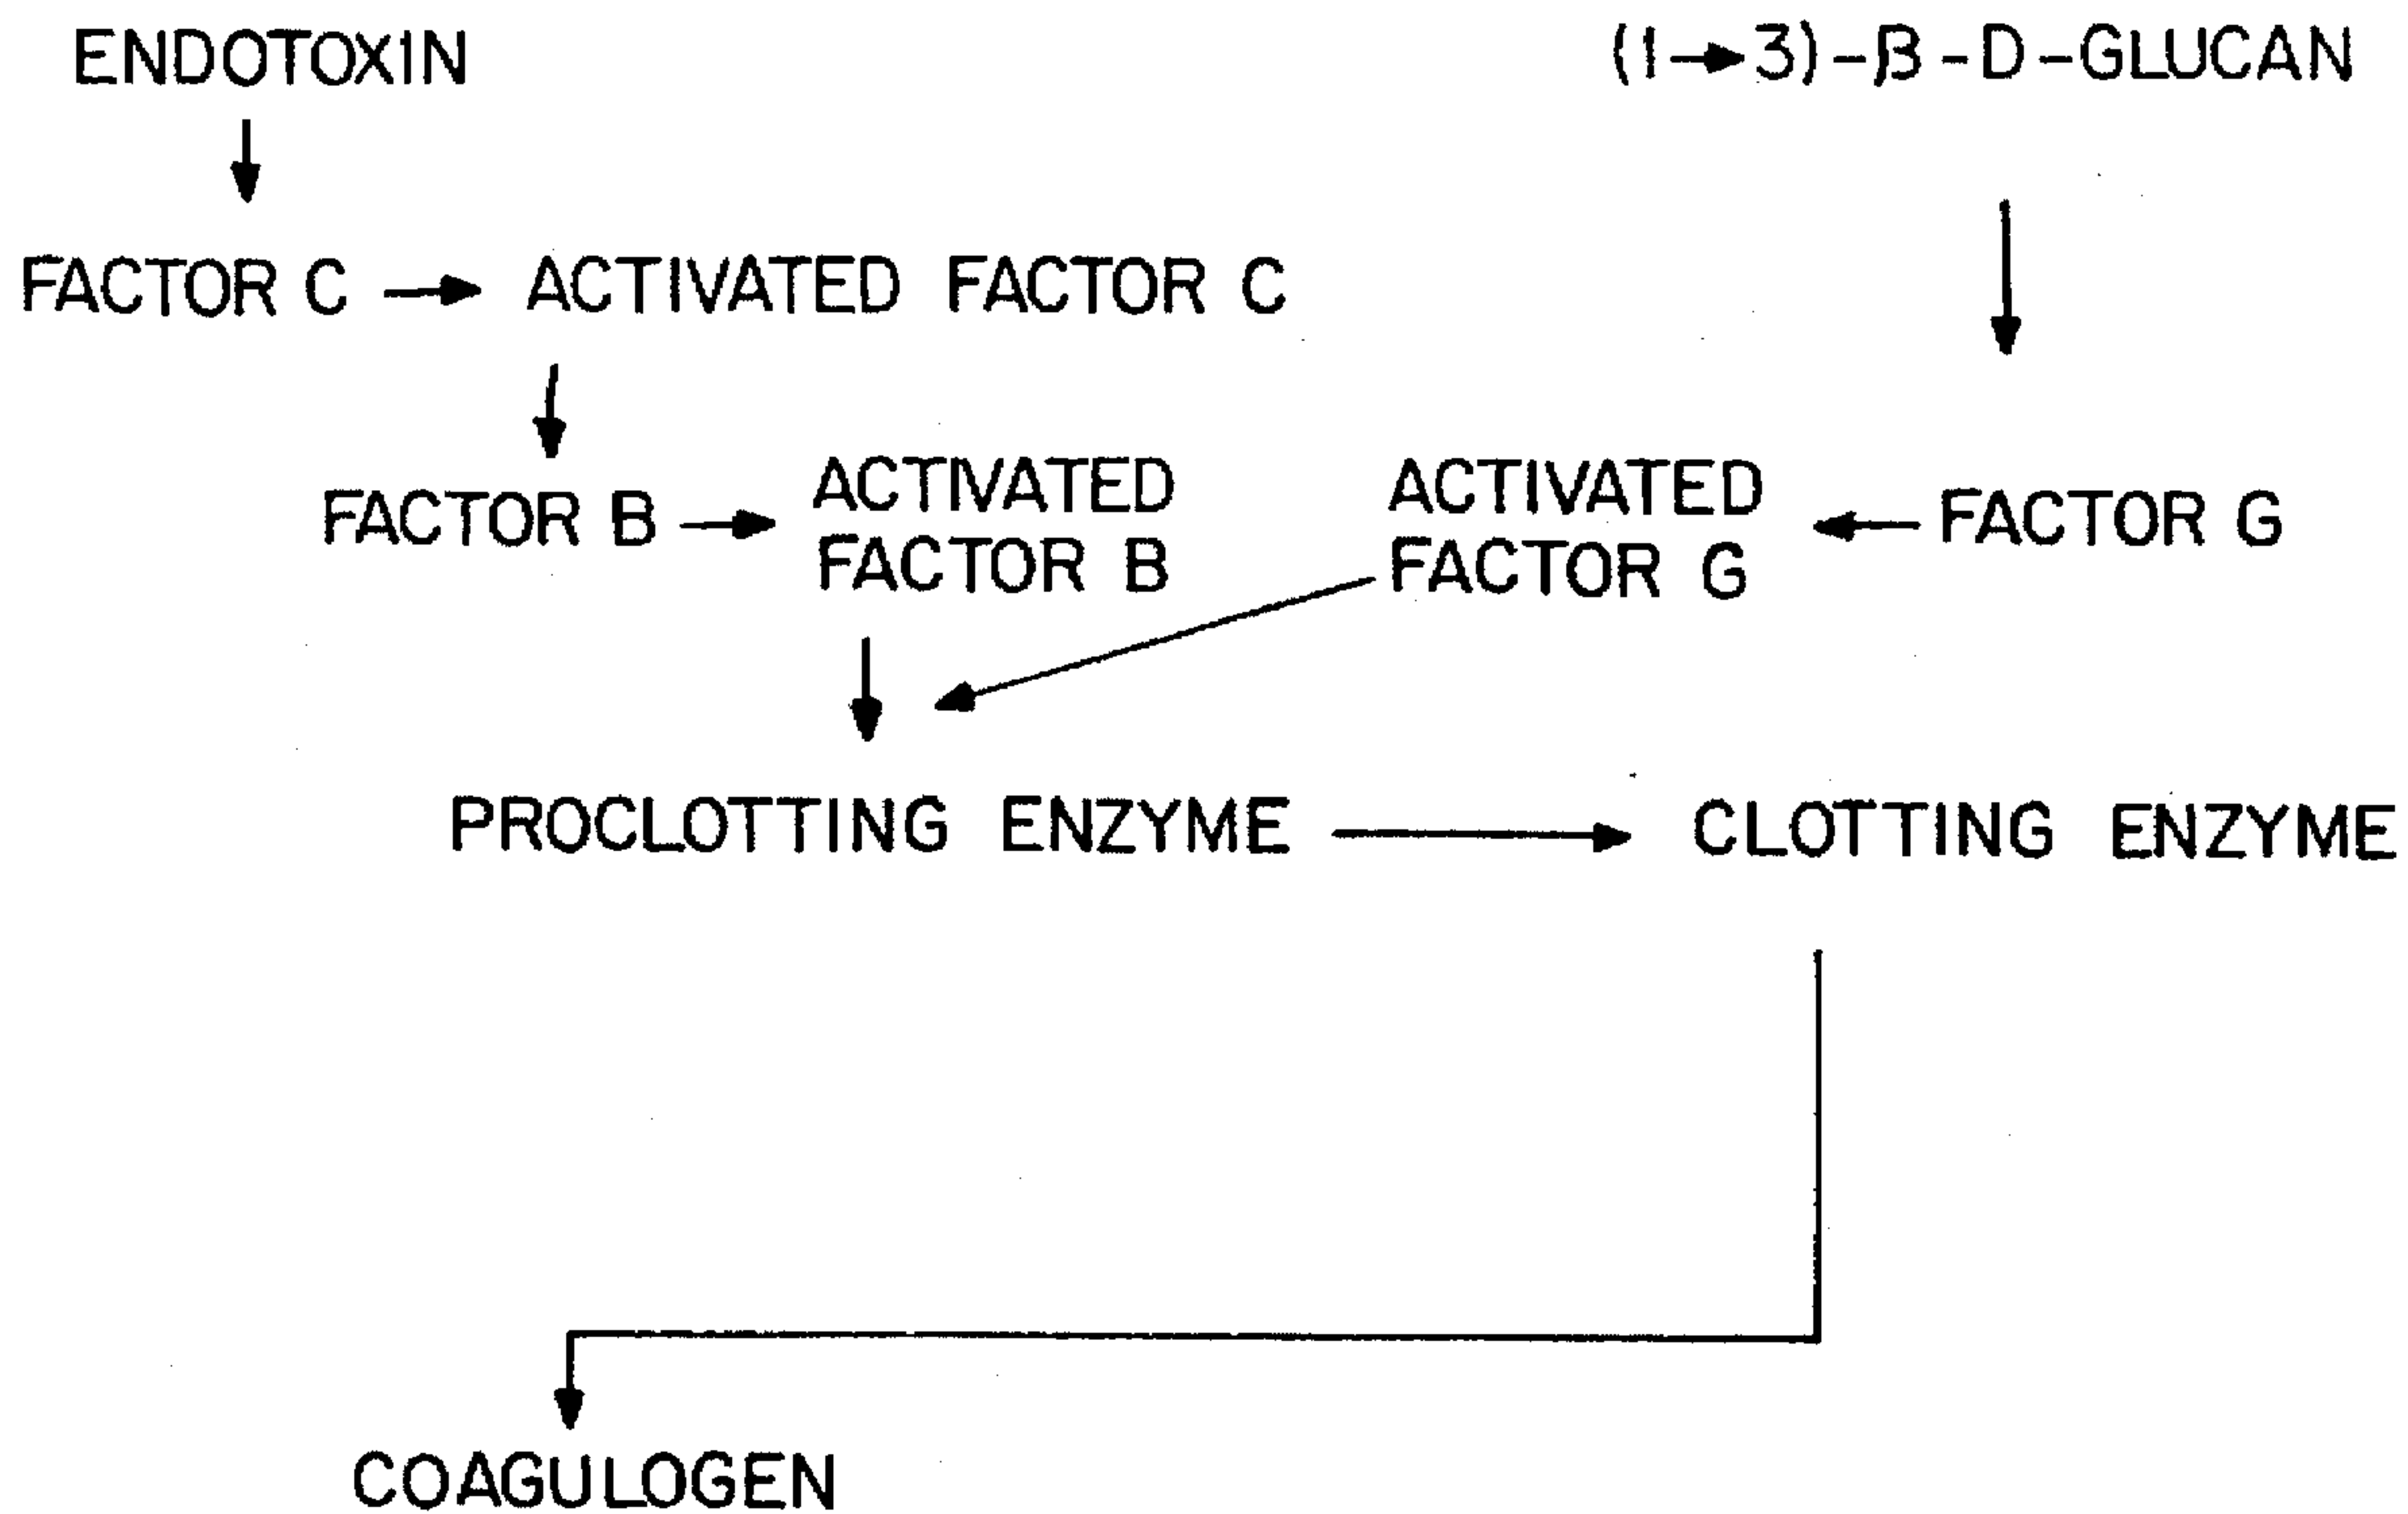 ENDOTOXIN
(1→3)-β-D-GLUCAN
FACTOR C → ACTIVATED FACTOR C
FACTOR B →
ACTIVATED
FACTOR B
ACTIVATED
FACTOR G
← FACTOR G
PROCLOTTING ENZYME → CLOTTING ENZYME
COAGULOGEN